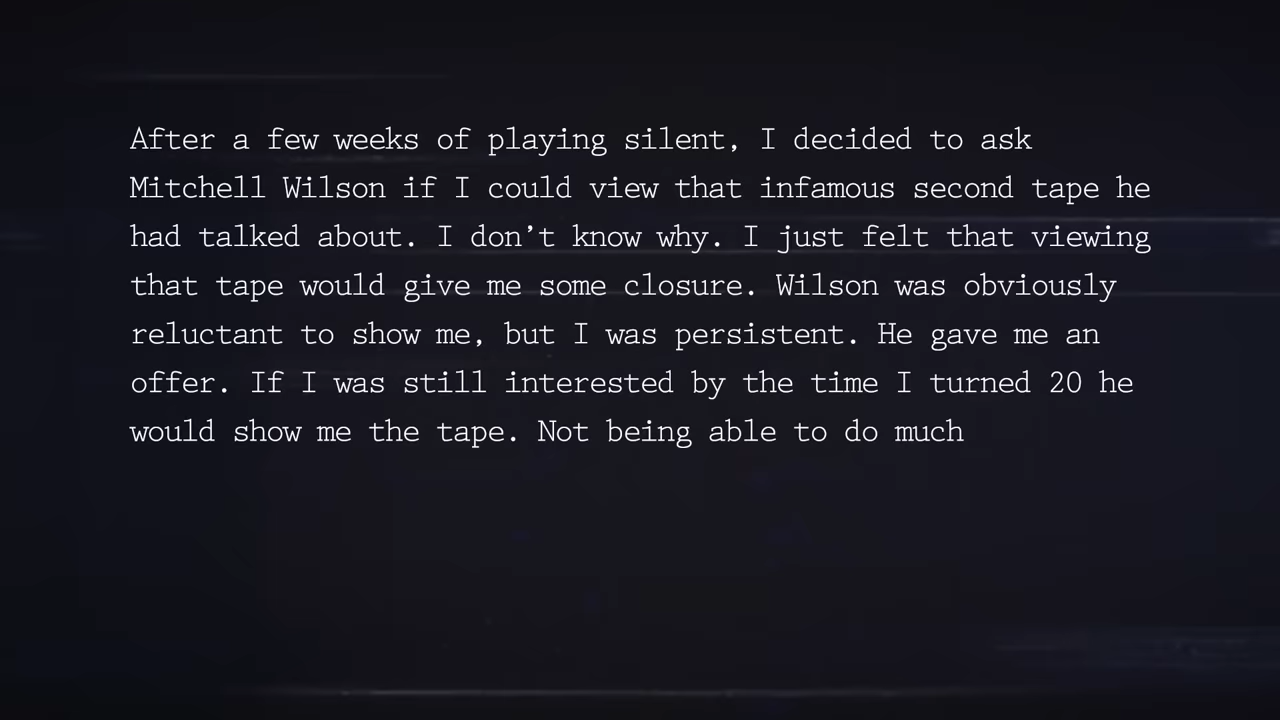 After a few weeks of playing silent, I decided to ask
Mitchell Wilson if I could view that infamous second tape he
had talked about. I don’t know why. I just felt that viewing
that tape would give me some closure. Wilson was obviously
reluctant to show me, but I was persistent. He gave me an
offer. If I was still interested by the time I turned 20 he
would show me the tape. Not being able to do much